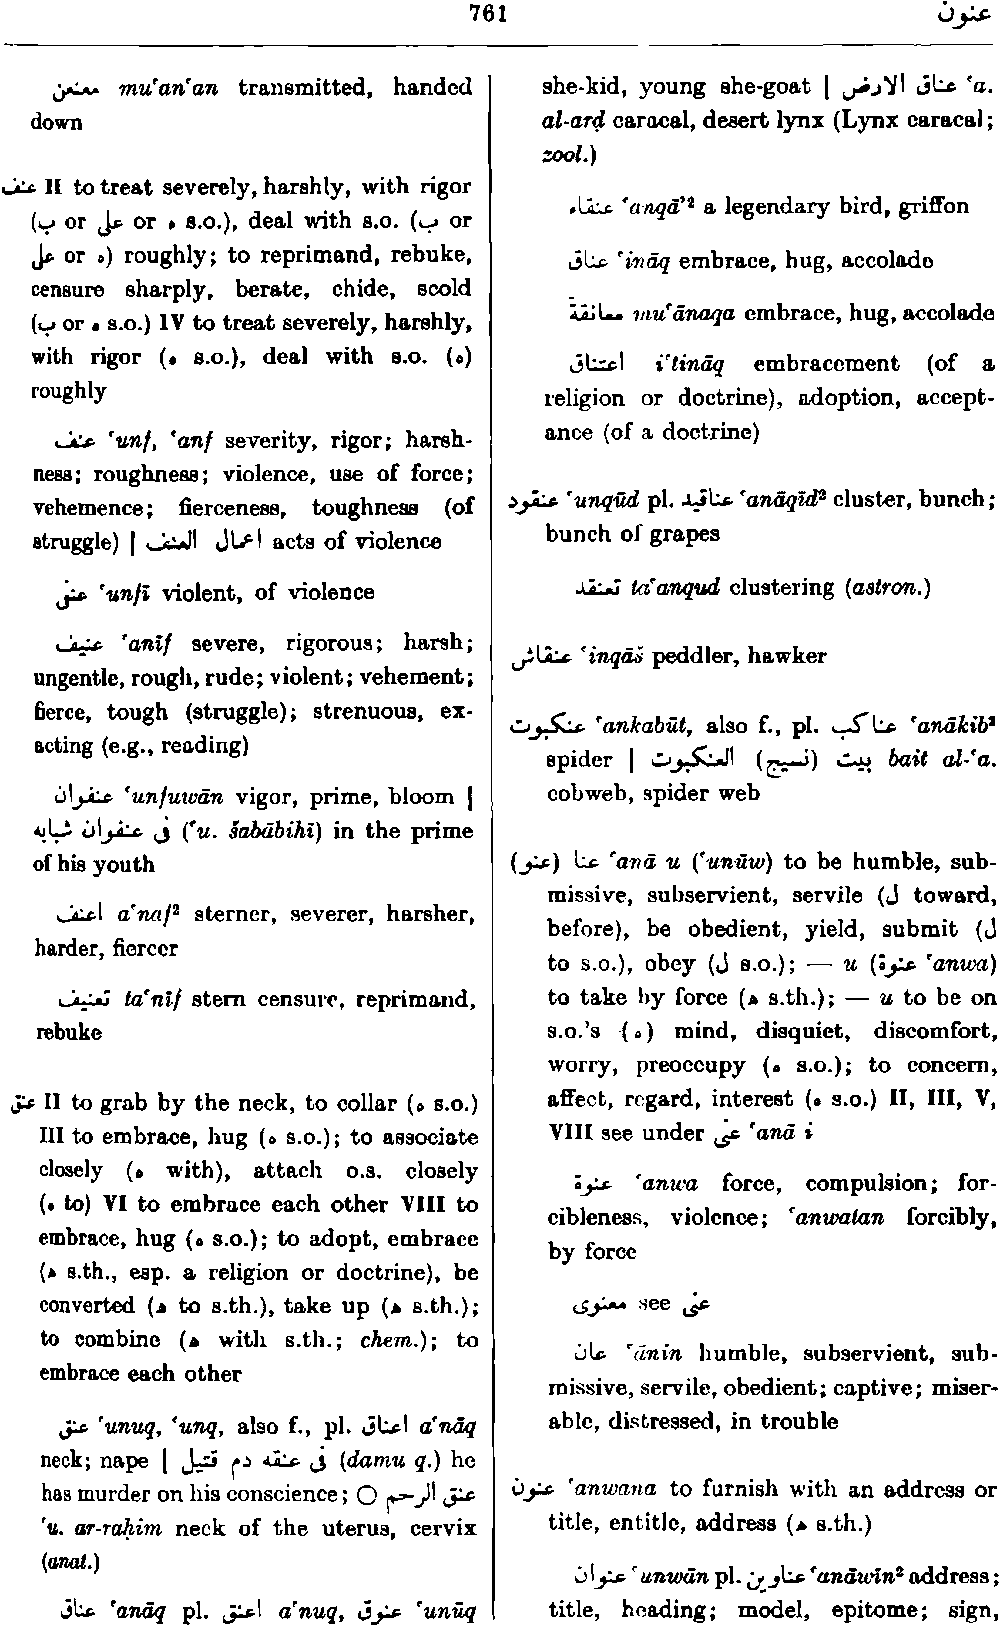 761 عنون
معنعن mu‘an‘an transmitted, handed
down
عنف II to treat severely, harshly, with rigor
(ب or على or ه s.o.), deal with s.o. (ب or
على or ه) roughly; to reprimand, rebuke,
censure sharply, berate, chide, scold
(ب or ه s.o.) IV to treat severely, harshly,
with rigor (ه s.o.), deal with s.o. (ه)
roughly
عنف ‘unf, ‘anf severity, rigor; harsh-
ness; roughness; violence, use of force;
vehemence; fierceness, toughness (of
struggle) | اعمال العنف acts of violence
عنفى ‘unfī violent, of violence
عنيف ‘anīf severe, rigorous; harsh;
ungentle, rough, rude; violent; vehement;
fierce, tough (struggle); strenuous, ex-
acting (e.g., reading)
عنفوان ‘unfuwān vigor, prime, bloom |
فى عنفوان شبابه (‘u. šabābihī) in the prime
of his youth
اعنف a‘naf² sterner, severer, harsher,
harder, fiercer
تعنيف ta‘nīf stern censure, reprimand,
rebuke
عنق II to grab by the neck, to collar (ه s.o.)
III to embrace, hug (ه s.o.); to associate
closely (ه with), attach o.s. closely
(ه to) VI to embrace each other VIII to
embrace, hug (ه s.o.); to adopt, embrace
(ﻫ s.th., esp. a religion or doctrine), be
converted (ﻫ to s.th.), take up (ﻫ s.th.);
to combine (ﻫ with s.th.; chem.); to
embrace each other
عنق ‘unuq, ‘unq, also f., pl. اعناق a‘nāq
neck; nape | فى عنقه دم قتيل (damu q.) he
has murder on his conscience; ○ عنق الرحم
‘u. ar-raḥim neck of the uterus, cervix
(anat.)
عناق ‘anāq pl. اعنق a‘nuq, عنوق ‘unūq
she-kid, young she-goat | عناق الارض ‘a.
al-arḍ caracal, desert lynx (Lynx caracal;
zool.)
عنقاء ‘anqā’² a legendary bird, griffon
عناق ‘ināq embrace, hug, accolade
معانقة mu‘ānaqa embrace, hug, accolade
اعتناق i‘tināq embracement (of a
religion or doctrine), adoption, accept-
ance (of a doctrine)
عنقود ‘unqūd pl. عناقيد ‘anāqīd² cluster, bunch;
bunch of grapes
تعنقد ta‘anqud clustering (astron.)
عنقاش ‘inqāš peddler, hawker
عنكبوت ‘ankabūt, also f., pl. عناكب ‘anākib²
spider | بيت (نسيج) العنكبوت bait al-‘a.
cobweb, spider web
(عنو) عنا ‘anā u (‘unūw) to be humble, sub-
missive, subservient, servile (ل toward,
before), be obedient, yield, submit (ل
to s.o.), obey (ل s.o.); — u (عنوة ‘anwa)
to take by force (ﻫ s.th.); — u to be on
s.o.’s (ه) mind, disquiet, discomfort,
worry, preoccupy (ه s.o.); to concern,
affect, regard, interest (ه s.o.) II, III, V,
VIII see under عنى ‘anā i
عنوة ‘anwa force, compulsion; for-
cibleness, violence; ‘anwatan forcibly,
by force
معنوى see عنى
عان ‘ānin humble, subservient, sub-
missive, servile, obedient; captive; miser-
able, distressed, in trouble
عنون ‘anwana to furnish with an address or
title, entitle, address (ﻫ s.th.)
عنوان ‘unwān pl. عناوين ‘anāwīn² address;
title, heading; model, epitome; sign,